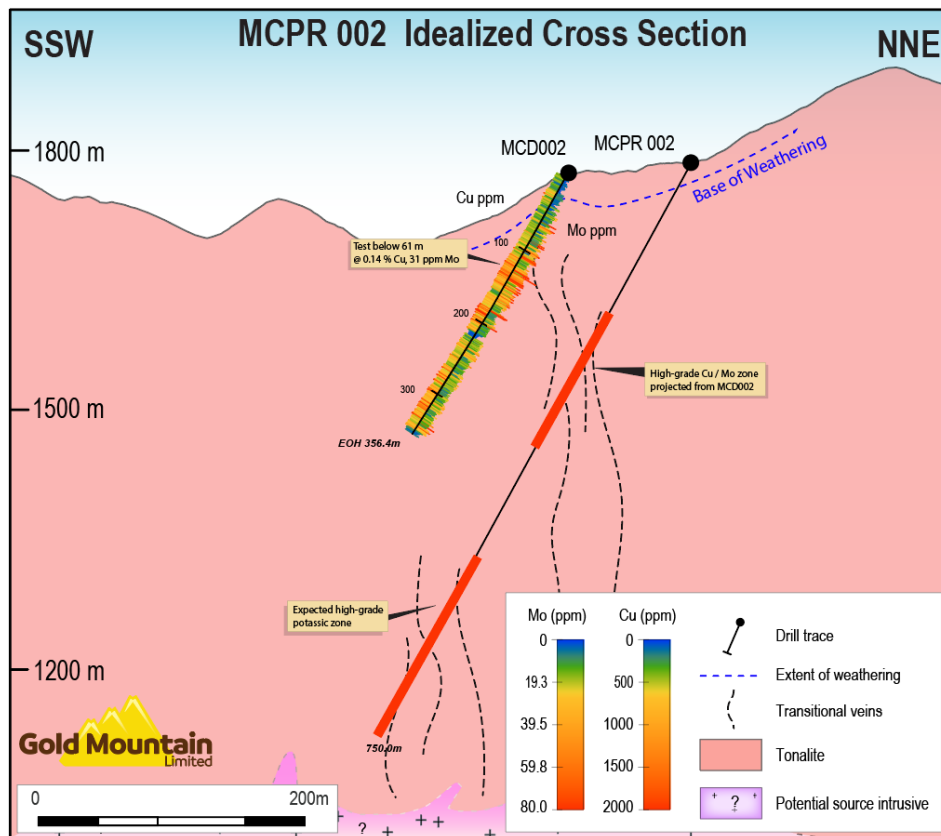 MCPR 002 Idealized Cross Section
SSW
NNE
1800 m
MCD002
MCPR 002
Base of Weathering
Cu ppm
Mo ppm
Test below 61 m
@ 0.14 % Cu, 31 ppm Mo
100
200
300
High-grade Cu / Mo zone
projected from MCD002
1500 m
EOH 356.4m
Expected high-grade
potassic zone
1200 m
750.0m
Gold Mountain
Limited
0 200m
?
Mo (ppm)
0
19.3
39.5
59.8
80.0
Cu (ppm)
0
500
1000
1500
2000
Drill trace
Extent of weathering
Transitional veins
Tonalite
?
Potential source intrusive